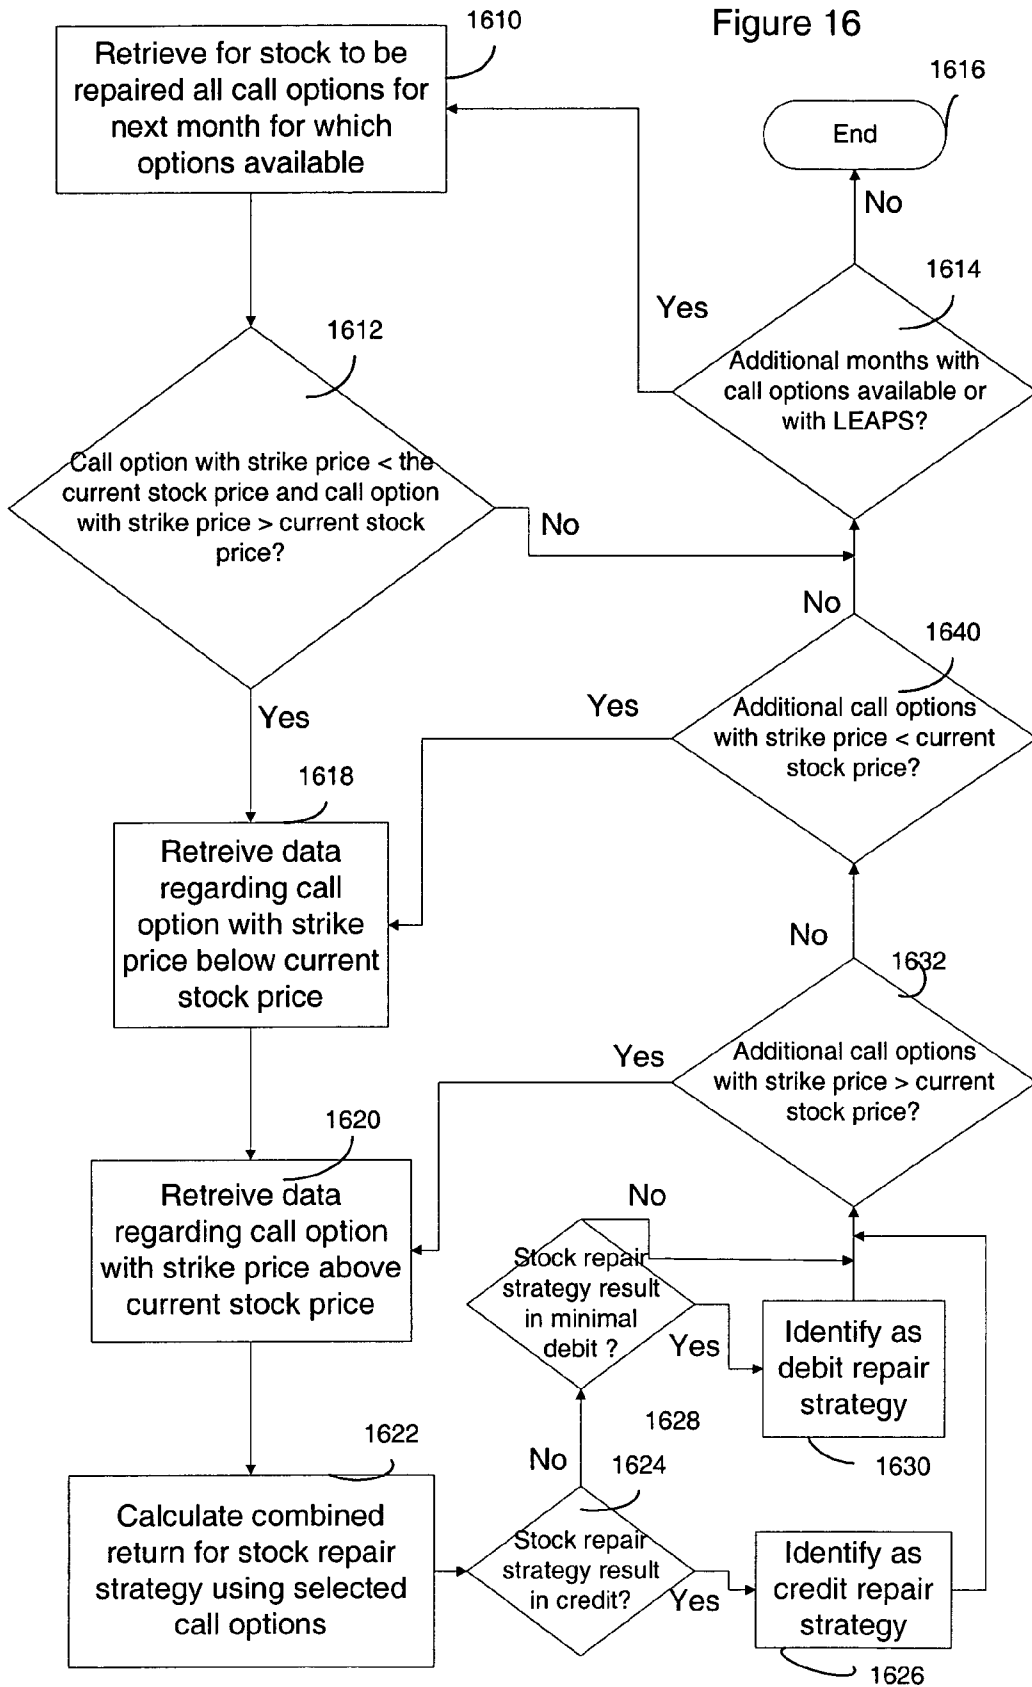 Figure 16
1610
Retrieve for stock to be
repaired all call options for
next month for which
options available
1616
End
No
1614
Yes
Additional months with
call options available or
with LEAPS?
1612
Call option with strike price < the
current stock price and call option
with strike price > current stock
price?
No
No
1640
Yes
Yes
Additional call options
with strike price < current
stock price?
1618
Retreive data
regarding call
option with strike
price below current
stock price
No
1632
Yes
Additional call options
with strike price > current
stock price?
1620
Retreive data
regarding call option
with strike price above
current stock price
No
Stock repair
strategy result
in minimal
debit ?
Yes
Identify as
debit repair
strategy
1628
1630
1622
No
1624
Calculate combined
return for stock repair
strategy using selected
call options
Stock repair
strategy result
in credit?
Yes
Identify as
credit repair
strategy
1626